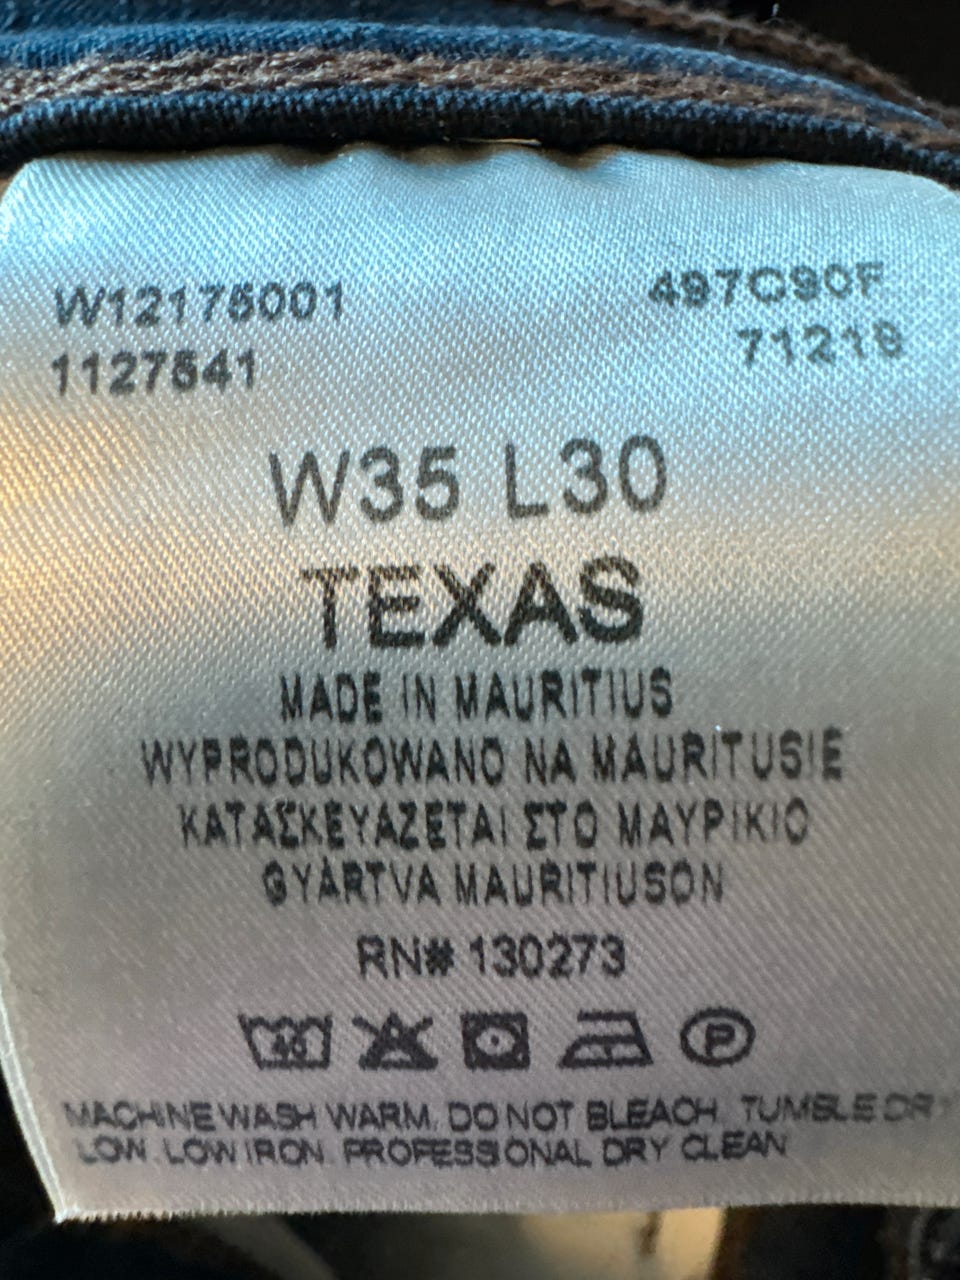 W12175001
1127541
497C90F
71219
W35 L30
TEXAS
MADE IN MAURITIUS
WYPRODUKOWANO NA MAURITUSIE
ΚΑΤΑΣΚΕΥΑΖΕΤΑΙ ΣΤΟ ΜΑΥΡΙΚΙΟ
GYÁRTVA MAURITIUSON
RN# 130273
40
P
MACHINE WASH WARM. DO NOT BLEACH. TUMBLE DRY
LOW. LOW IRON. PROFESSIONAL DRY CLEAN